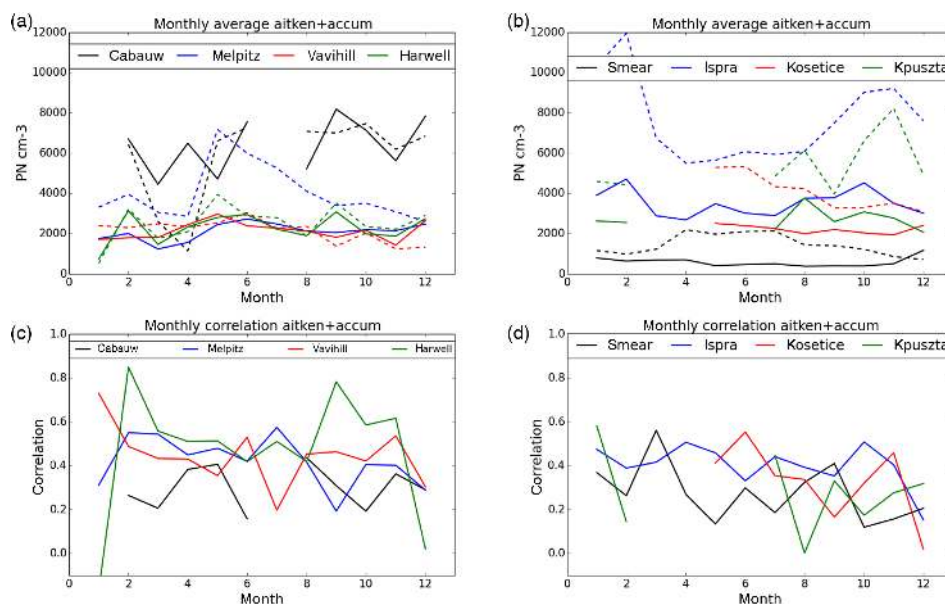 (a)
Monthly average aitken+accum
12000
10000
8000
6000
4000
2000
0
PN cm-3
Cabauw Melpitz Vavihill Harwell
0 2 4 6 8 10 12
Month
(b)
Monthly average aitken+accum
12000
10000
8000
6000
4000
2000
0
PN cm-3
Smear Ispra Kosetice Kpuszta
0 2 4 6 8 10 12
Month
(c)
Monthly correlation aitken+accum
1.0
0.8
0.6
0.4
0.2
0.0
Correlation
Cabauw Melpitz Vavihill Harwell
0 2 4 6 8 10 12
Month
(d)
Monthly correlation aitken+accum
1.0
0.8
0.6
0.4
0.2
0.0
Correlation
Smear Ispra Kosetice Kpuszta
0 2 4 6 8 10 12
Month